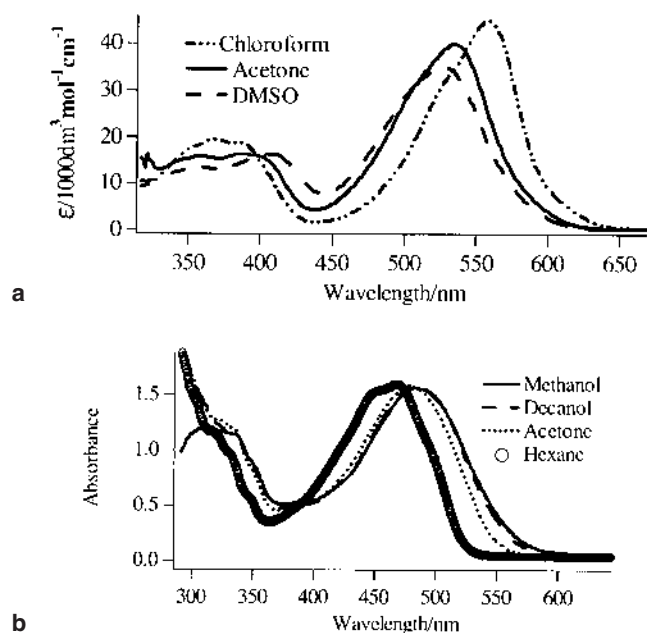 a
Chloroform
Acetone
DMSO
ε/1000dm³mol⁻¹cm⁻¹
40
30
20
10
0
350 400 450 500 550 600 650
Wavelength/nm
b
Methanol
Decanol
Acetone
Hexane
Absorbance
1.5
1.0
0.5
0.0
300 350 400 450 500 550 600
Wavelength/nm